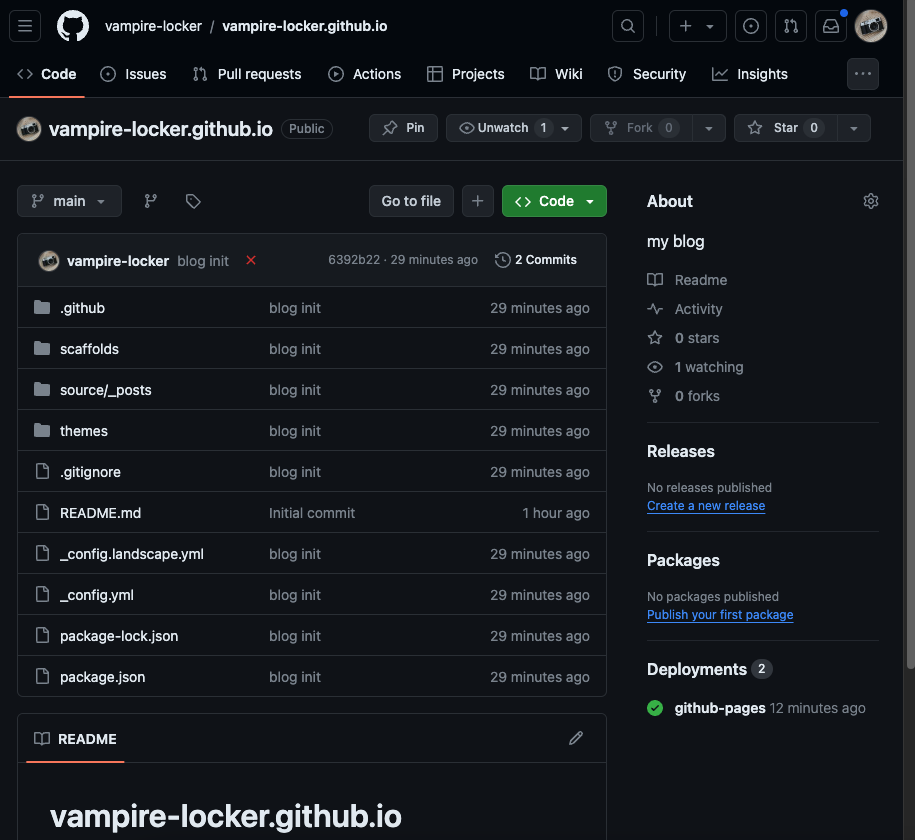 vampire-locker / vampire-locker.github.io
Code Issues Pull requests Actions Projects Wiki Security Insights
vampire-locker.github.io Public Pin Unwatch 1 Fork 0 Star 0
main Go to file Code
vampire-locker blog init 6392b22 · 29 minutes ago 2 Commits
.github blog init 29 minutes ago
scaffolds blog init 29 minutes ago
source/_posts blog init 29 minutes ago
themes blog init 29 minutes ago
.gitignore blog init 29 minutes ago
README.md Initial commit 1 hour ago
_config.landscape.yml blog init 29 minutes ago
_config.yml blog init 29 minutes ago
package-lock.json blog init 29 minutes ago
package.json blog init 29 minutes ago
README
vampire-locker.github.io
About
my blog
Readme
Activity
0 stars
1 watching
0 forks
Releases
No releases published
Create a new release
Packages
No packages published
Publish your first package
Deployments 2
github-pages 12 minutes ago